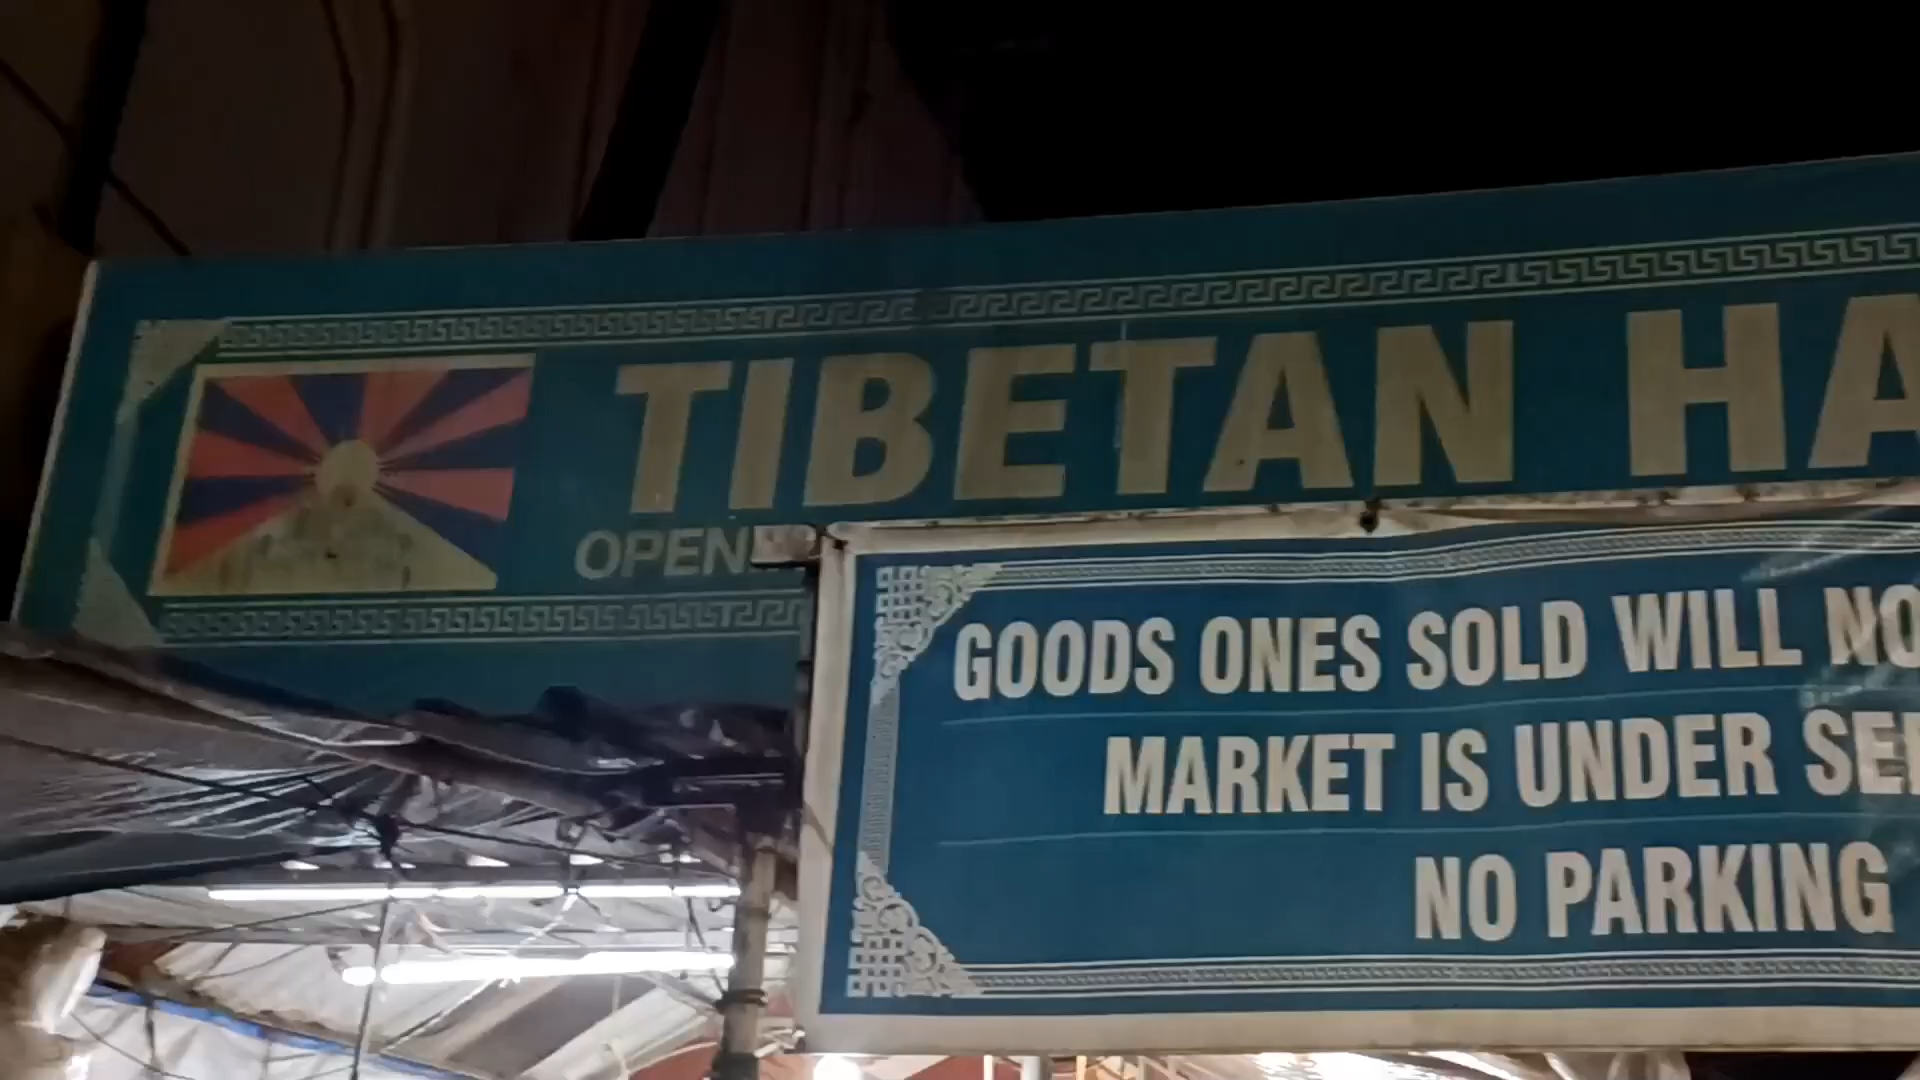 TIBETAN HA
OPEN
GOODS ONES SOLD WILL NO
MARKET IS UNDER SE
NO PARKING